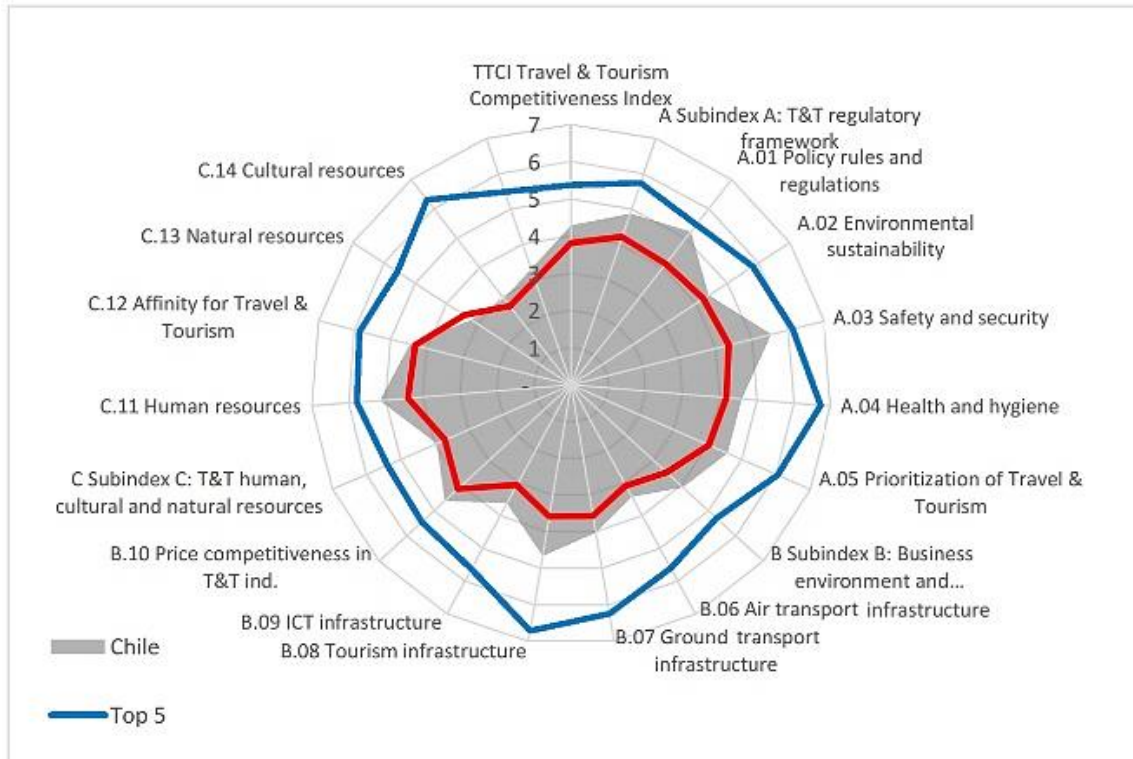 TTCI Travel & Tourism
Competitiveness Index
A Subindex A: T&T regulatory
framework
A.01 Policy rules and
regulations
A.02 Environmental
sustainability
A.03 Safety and security
A.04 Health and hygiene
A.05 Prioritization of Travel &
Tourism
B Subindex B: Business
environment and...
infrastructure
B.06 Air transport
B.07 Ground transport
infrastructure
B.08 Tourism infrastructure
B.09 ICT infrastructure
B.10 Price competitiveness in
T&T ind.
C Subindex C: T&T human,
cultural and natural resources
C.11 Human resources
C.12 Affinity for Travel &
Tourism
C.13 Natural resources
C.14 Cultural resources
7
6
5
4
3
2
1
-
Chile
Top 5